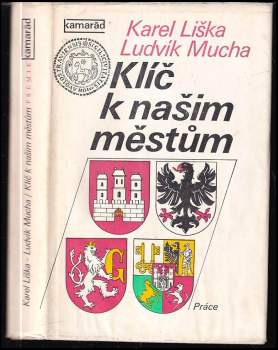 kamarád
Karel Liška
Ludvík Mucha
Klíč
k našim
městům
G
Práce
kamarád
Karel Liška - Ludvík Mucha / Klíč k našim městům